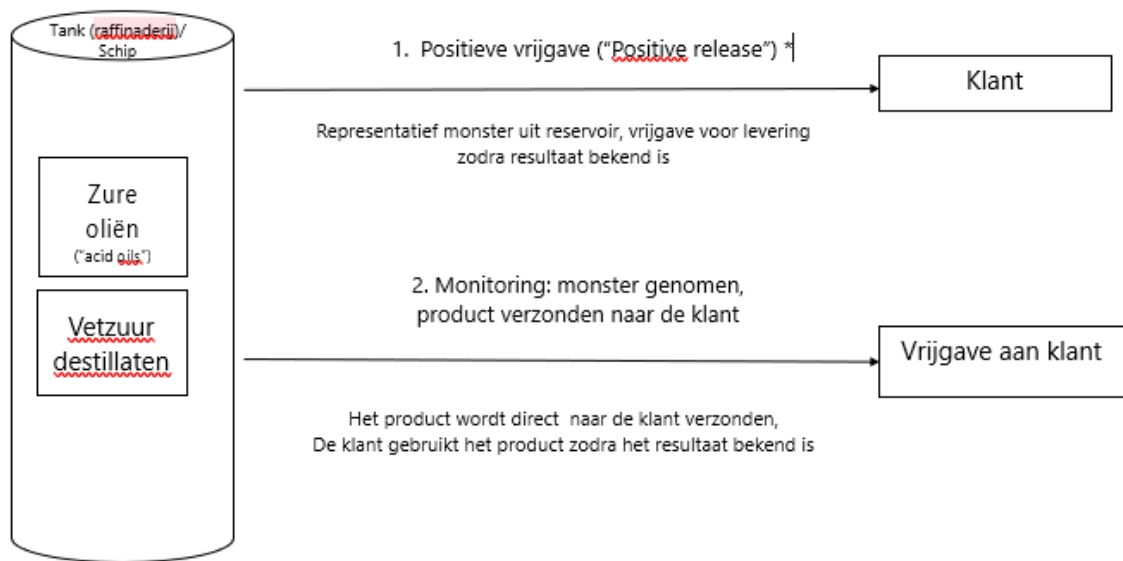 Tank (raffinaderij)/
Schip
1. Positieve vrijgave (“Positive release”) *
Klant
Representatief monster uit reservoir, vrijgave voor levering
zodra resultaat bekend is
Zure
oliën
(“acid oils”)
2. Monitoring: monster genomen,
product verzonden naar de klant
Vetzuur
destillaten
Vrijgave aan klant
Het product wordt direct naar de klant verzonden,
De klant gebruikt het product zodra het resultaat bekend is